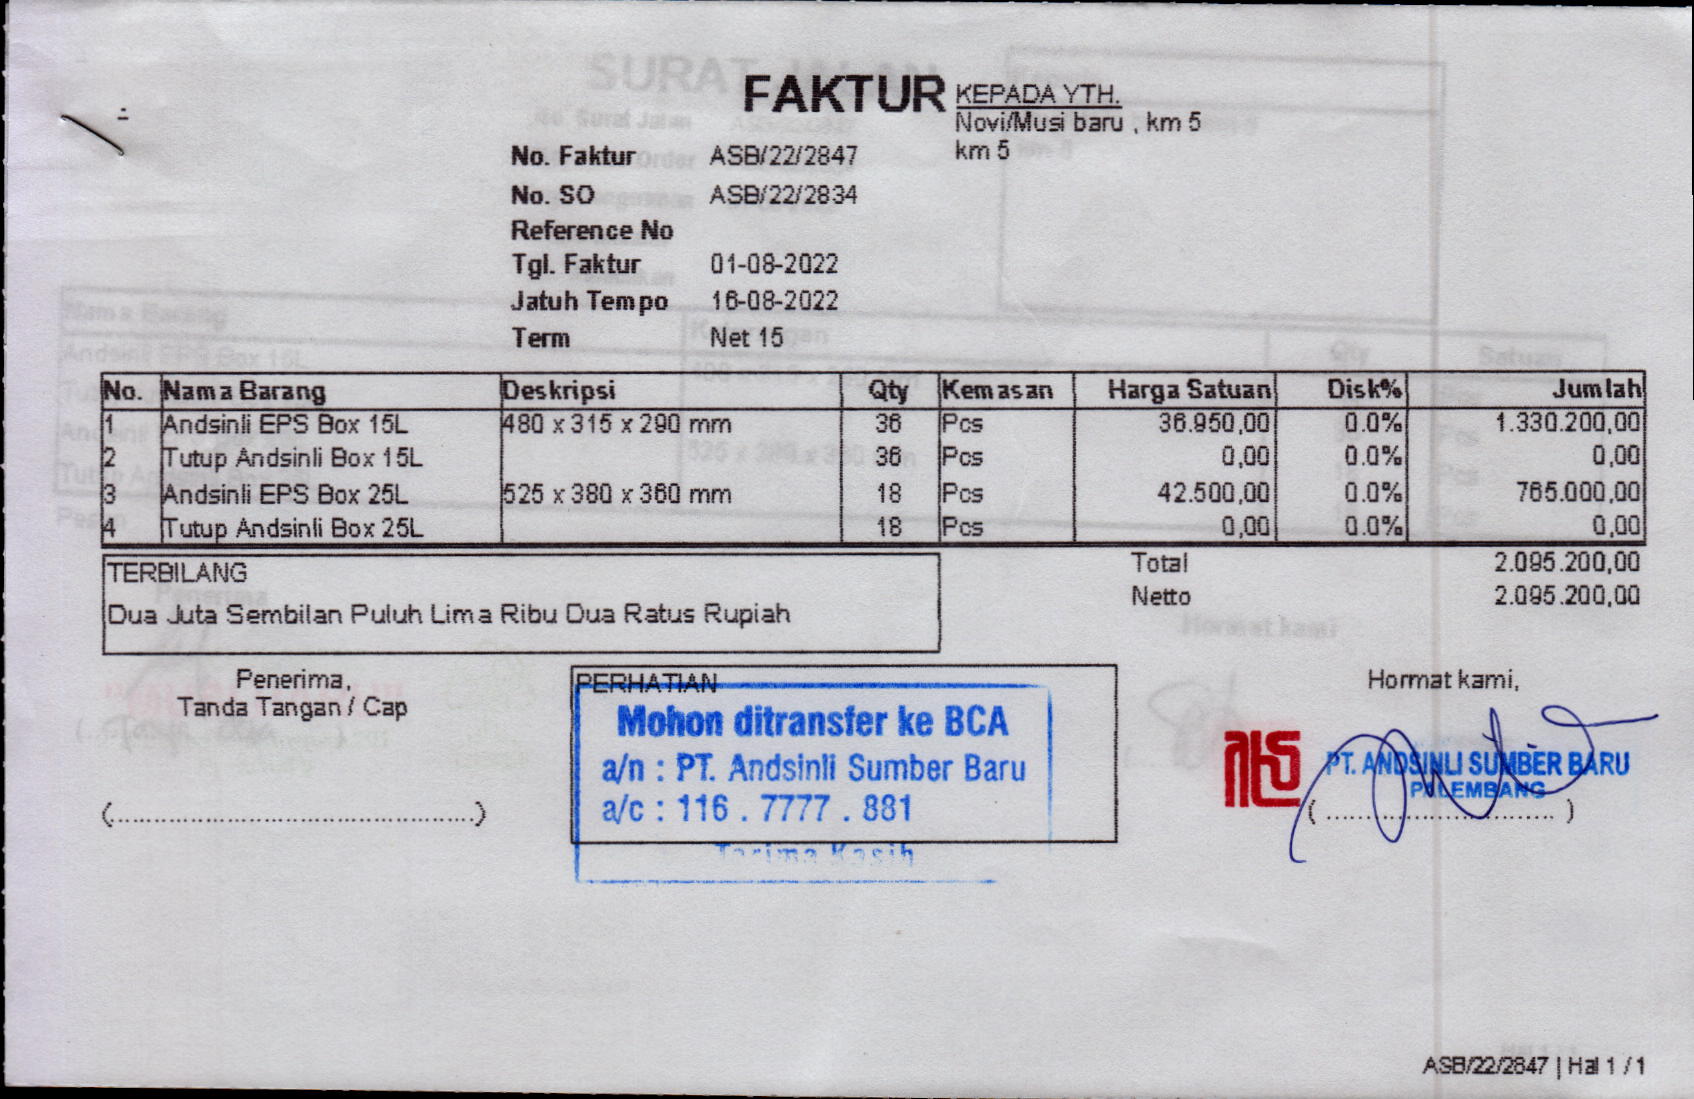 FAKTUR
KEPADA YTH.
Novi/Musi baru , km 5
km 5
No. Faktur ASB/22/2847
No. SO ASB/22/2834
Reference No
Tgl. Faktur 01-08-2022
Jatuh Tempo 16-08-2022
Term Net 15
No. Nama Barang Deskripsi Qty Kemasan Harga Satuan Disk% Jumlah
1 Andsinli EPS Box 15L 480 x 315 x 290 mm 36 Pcs 36.950,00 0.0% 1.330.200,00
2 Tutup Andsinli Box 15L 36 Pcs 0,00 0.0% 0,00
3 Andsinli EPS Box 25L 525 x 380 x 360 mm 18 Pcs 42.500,00 0.0% 765.000,00
4 Tutup Andsinli Box 25L 18 Pcs 0,00 0.0% 0,00
Total 2.095.200,00
Netto 2.095.200,00
TERBILANG
Dua Juta Sembilan Puluh Lima Ribu Dua Ratus Rupiah
Penerima,
Tanda Tangan / Cap
(................................................)
PERHATIAN
Mohon ditransfer ke BCA
a/n : PT. Andsinli Sumber Baru
a/c : 116 . 7777 . 881
Terima Kasih
Hormat kami,
PT. ANDSINLI SUMBER BARU
PALEMBANG
(..............................)
ASB/22/2847 | Hal 1 / 1